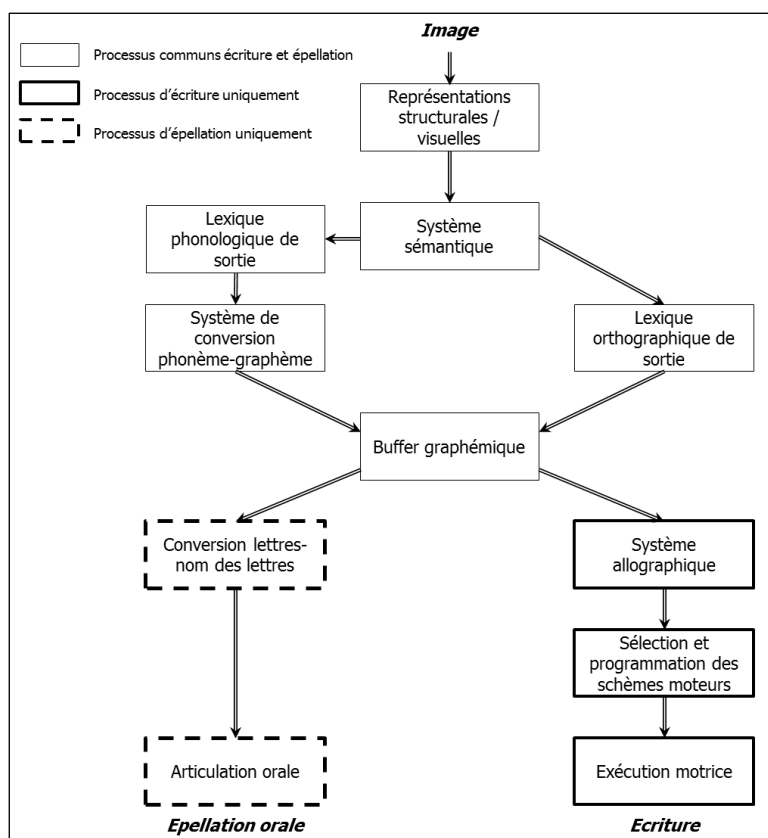 Image
Processus communs écriture et épellation
Processus d'écriture uniquement
Processus d'épellation uniquement
Représentations
structurales /
visuelles
Lexique
phonologique de
sortie
Système
sémantique
Système de
conversion
phonème-graphème
Lexique
orthographique de
sortie
Buffer graphémique
Conversion lettres-
nom des lettres
Système
allographique
Sélection et
programmation des
schèmes moteurs
Articulation orale
Exécution motrice
Epellation orale
Ecriture